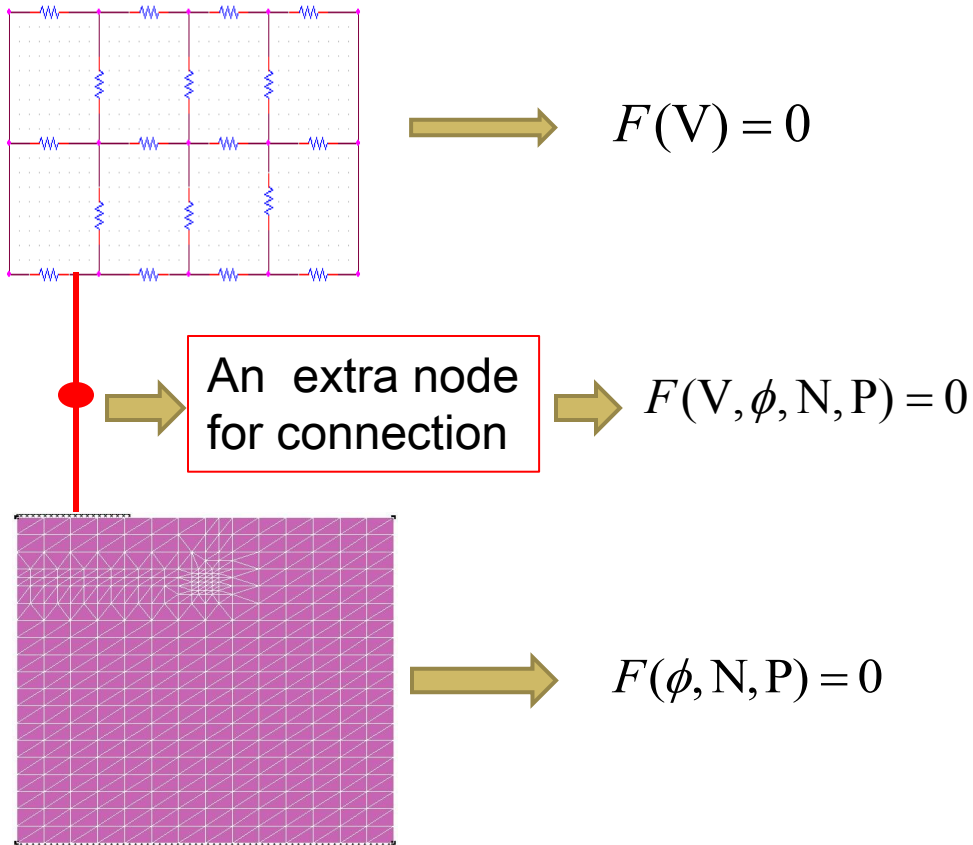 F(V) = 0
An extra node
for connection
F(V, ϕ, N, P) = 0
F(ϕ, N, P) = 0